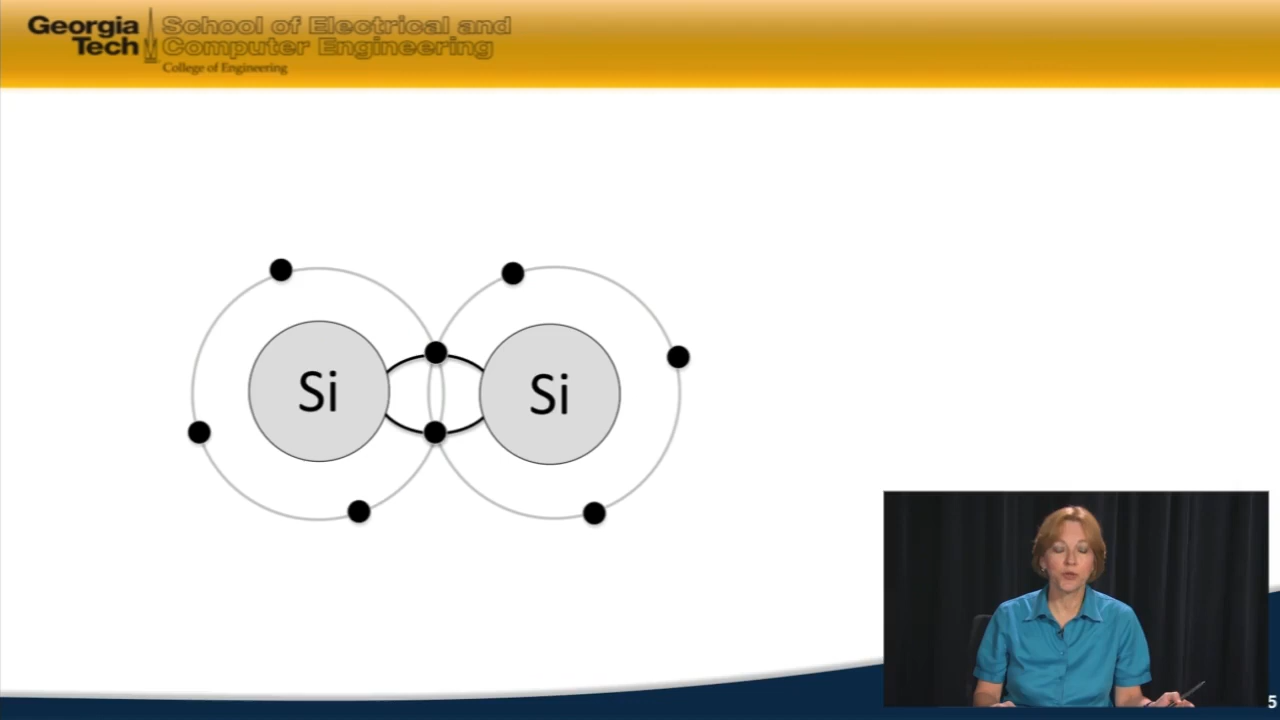 Georgia Tech
School of Electrical and
Computer Engineering
College of Engineering
Si
Si
5